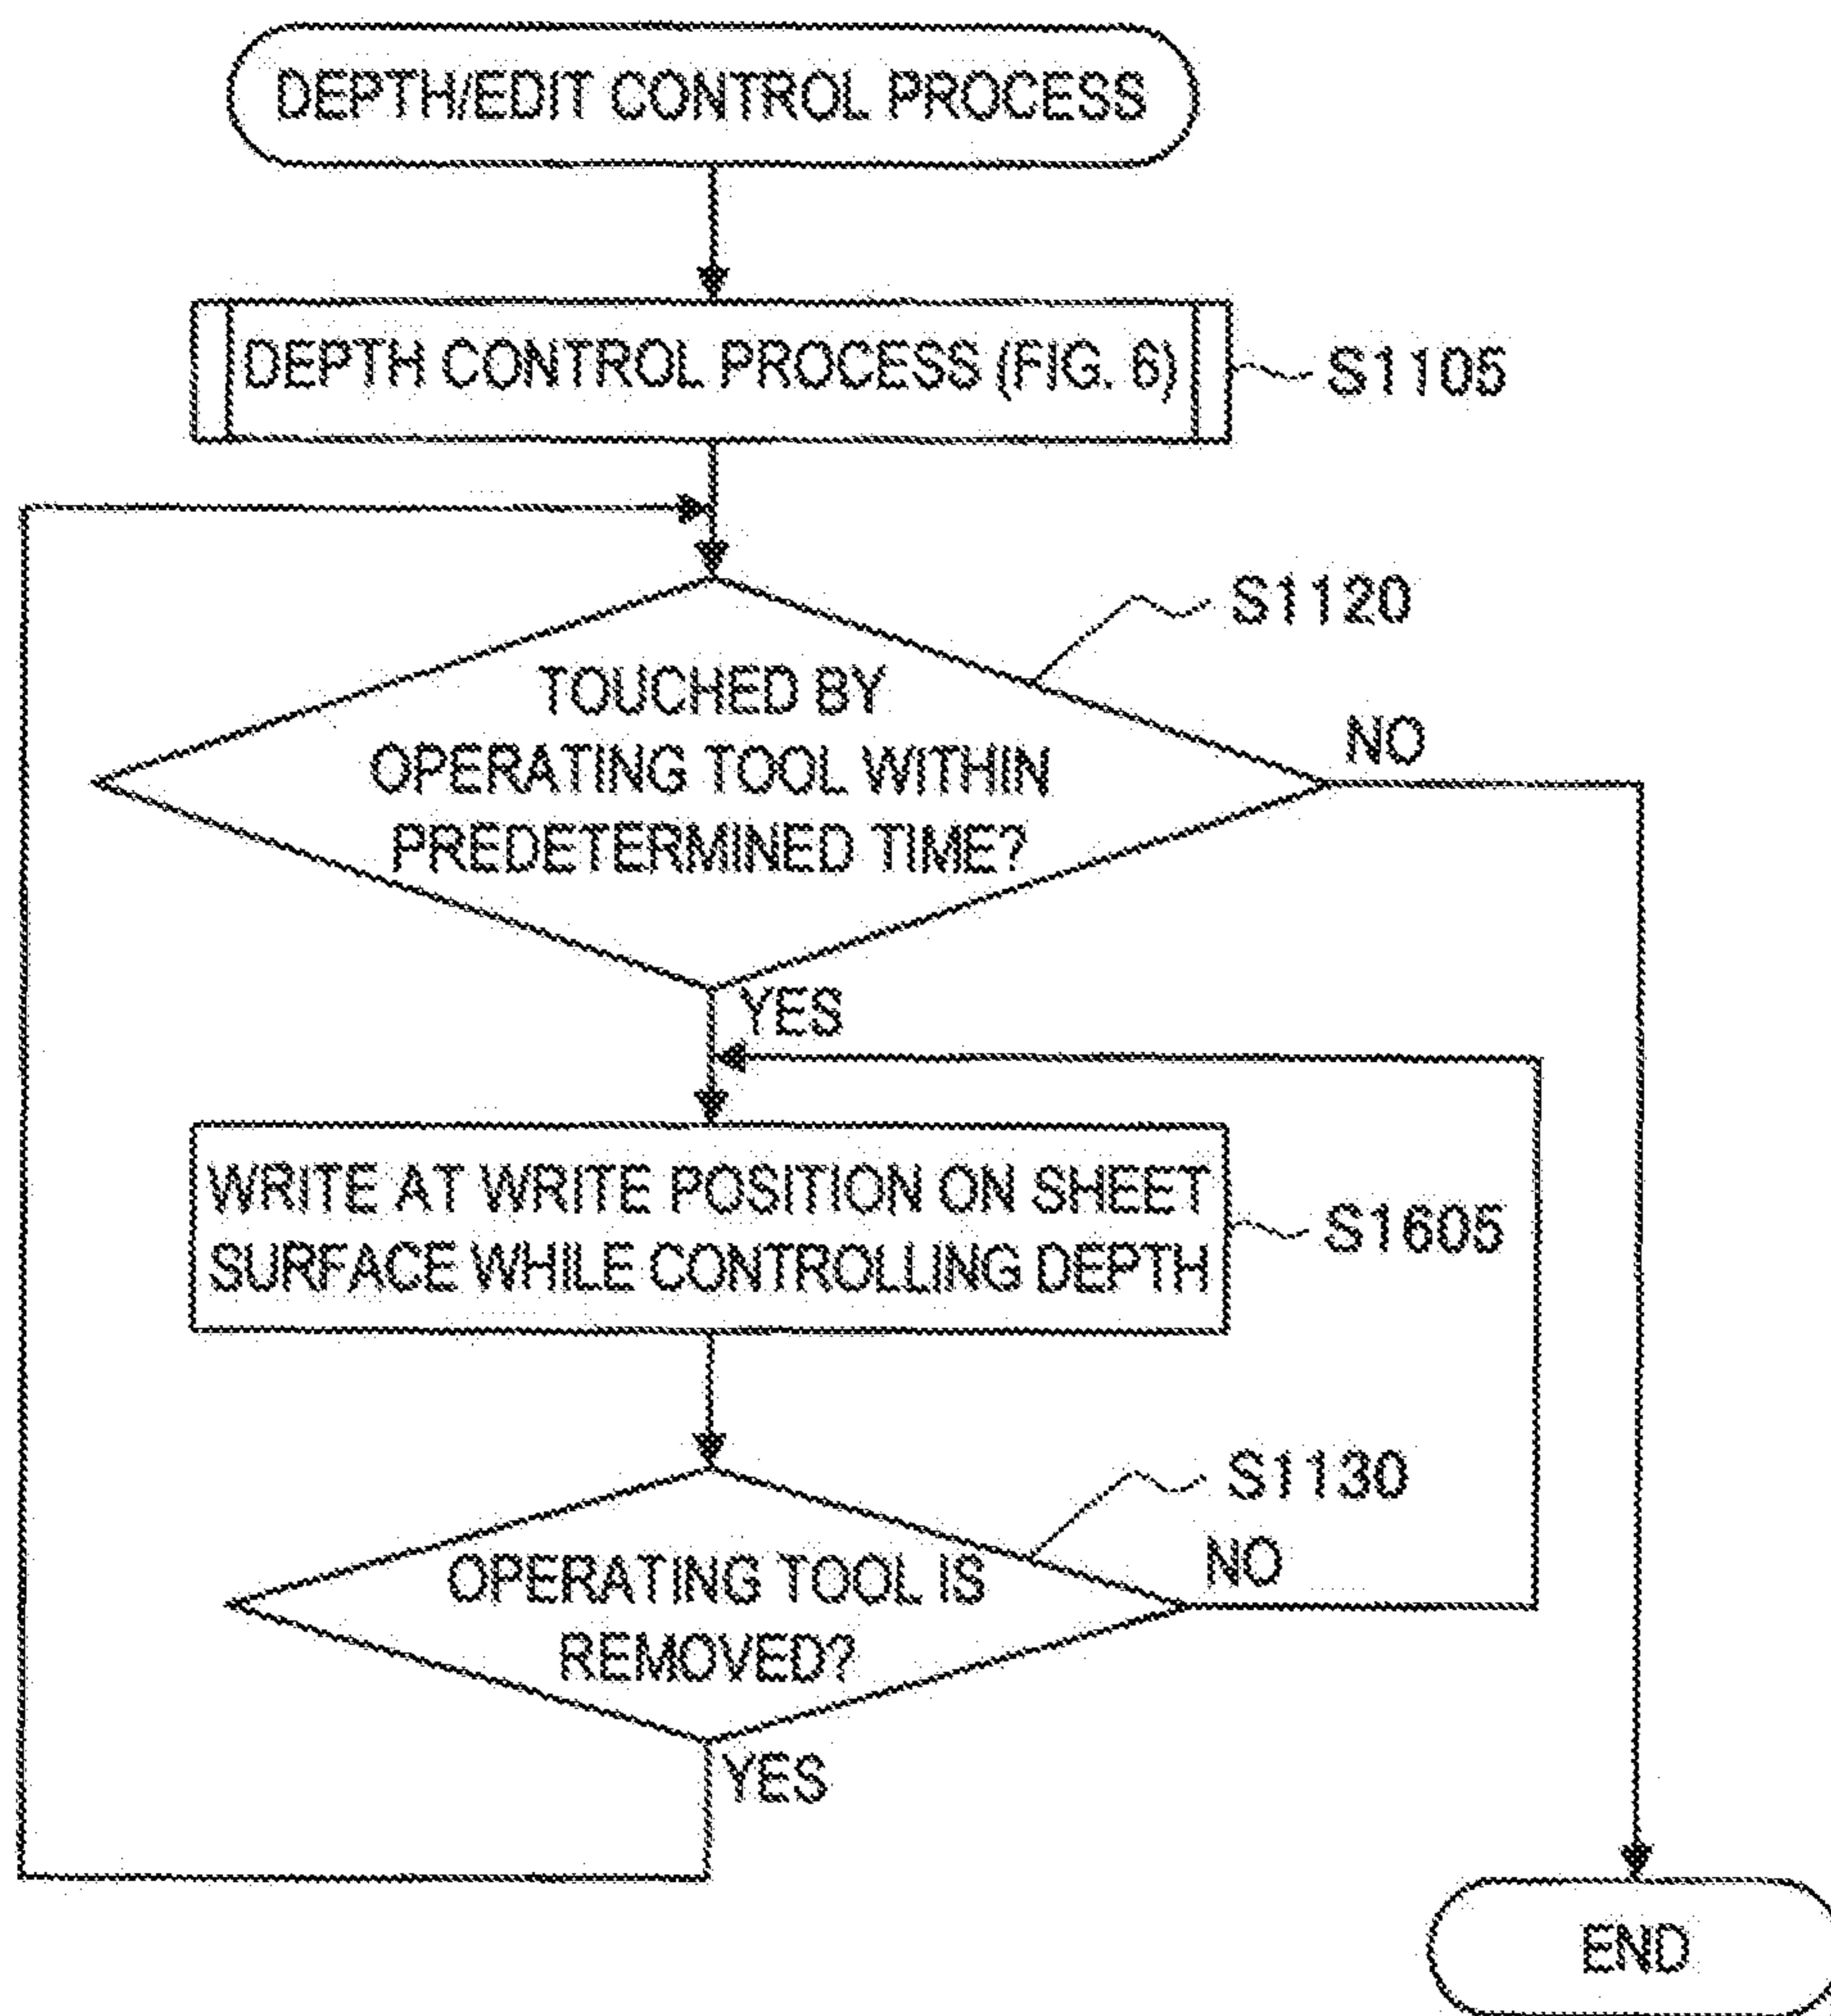 DEPTH/EDIT CONTROL PROCESS
DEPTH CONTROL PROCESS (FIG. 6)
S1105
S1120
TOUCHED BY
OPERATING TOOL WITHIN
PREDETERMINED TIME?
NO
YES
WRITE AT WRITE POSITION ON SHEET
SURFACE WHILE CONTROLLING DEPTH
S1605
S1130
OPERATING TOOL IS
REMOVED?
NO
YES
END